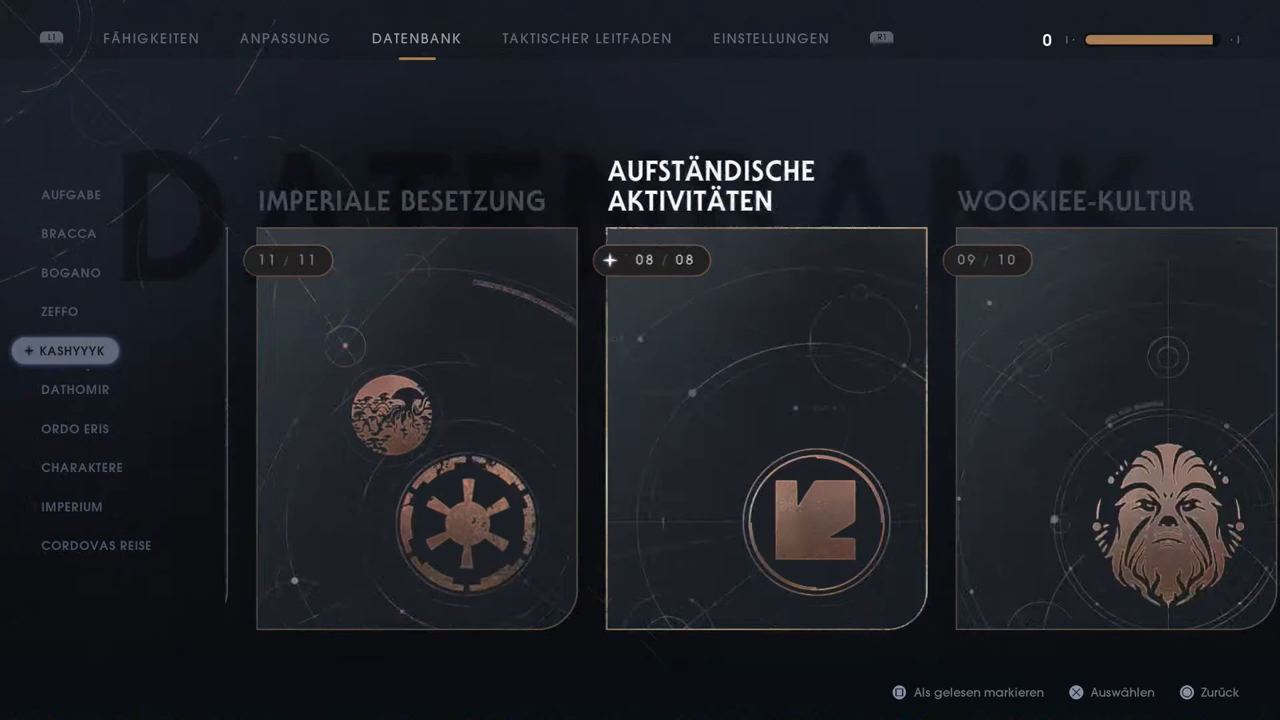 L1 FÄHIGKEITEN ANPASSUNG DATENBANK TAKTISCHER LEITFADEN EINSTELLUNGEN R1 0
DATENBANK
AUFGABE
BRACCA
BOGANO
ZEFFO
KASHYYYK
DATHOMIR
ORDO ERIS
CHARAKTERE
IMPERIUM
CORDOVAS REISE
IMPERIALE BESETZUNG
11 / 11
AUFSTÄNDISCHE
AKTIVITÄTEN
08 / 08
WOOKIEE-KULTUR
09 / 10
Als gelesen markieren Auswählen Zurück